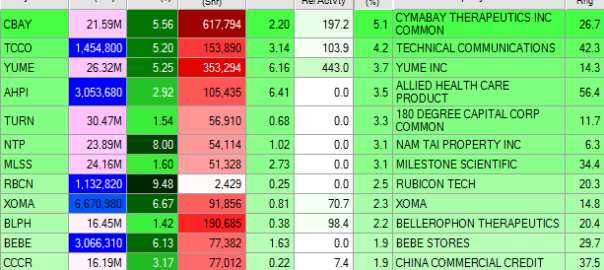 (Shr) RelActvty (%) Rng
CBAY 21.59M 5.56 617,794 2.20 197.2 5.1 CYMABAY THERAPEUTICS INC COMMON 26.7
TCCO 1,454,800 5.20 153,890 3.14 103.9 4.2 TECHNICAL COMMUNICATIONS 42.3
YUME 26.32M 5.25 353,294 6.16 443.0 3.7 YUME INC 14.3
AHPI 3,053,680 2.92 105,435 6.41 0.0 3.5 ALLIED HEALTH CARE PRODUCT 56.4
TURN 30.47M 1.54 56,910 0.68 0.0 3.3 180 DEGREE CAPITAL CORP COMMON 11.7
NTP 23.89M 8.00 54,114 1.02 0.0 3.1 NAM TAI PROPERTY INC 6.3
MLSS 24.16M 1.60 51,328 2.73 0.0 3.1 MILESTONE SCIENTIFIC 34.4
RBCN 1,132,820 9.48 2,429 0.25 0.0 2.5 RUBICON TECH 20.3
XOMA 6,670,980 6.67 91,856 0.81 70.7 2.3 XOMA 14.8
BLPH 16.45M 1.42 190,685 0.38 98.4 2.2 BELLEROPHON THERAPEUTICS 20.4
BEBE 3,066,310 6.13 77,382 1.63 0.0 1.9 BEBE STORES 29.7
CCCR 16.19M 3.17 77,012 0.22 7.4 1.9 CHINA COMMERCIAL CREDIT 37.5